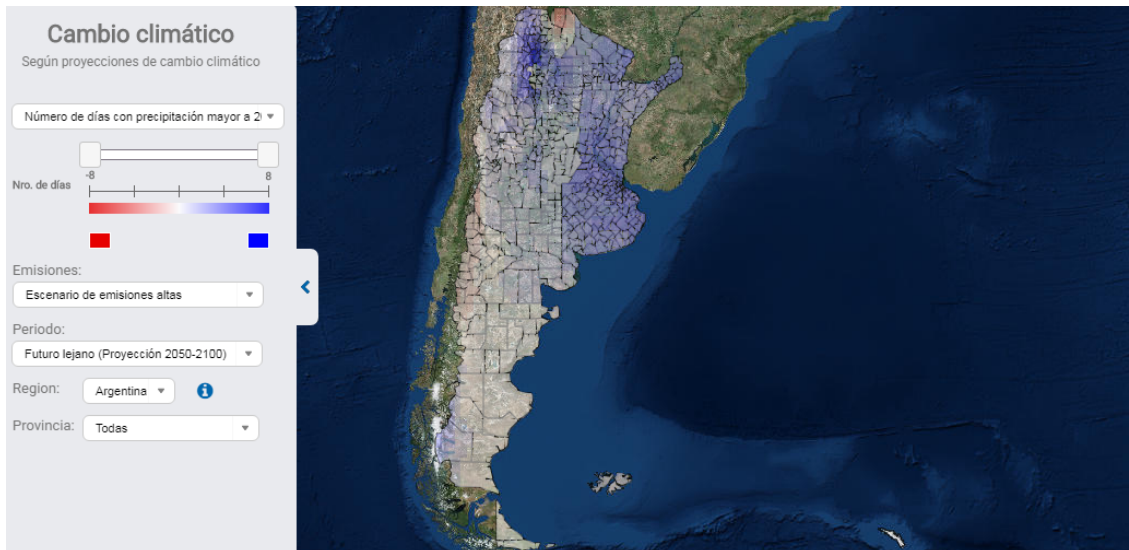 Cambio climático
Según proyecciones de cambio climático
Número de días con precipitación mayor a 2
-8 8
Nro. de días
Emisiones:
Escenario de emisiones altas
Periodo:
Futuro lejano (Proyección 2050-2100)
Region: Argentina
Provincia: Todas